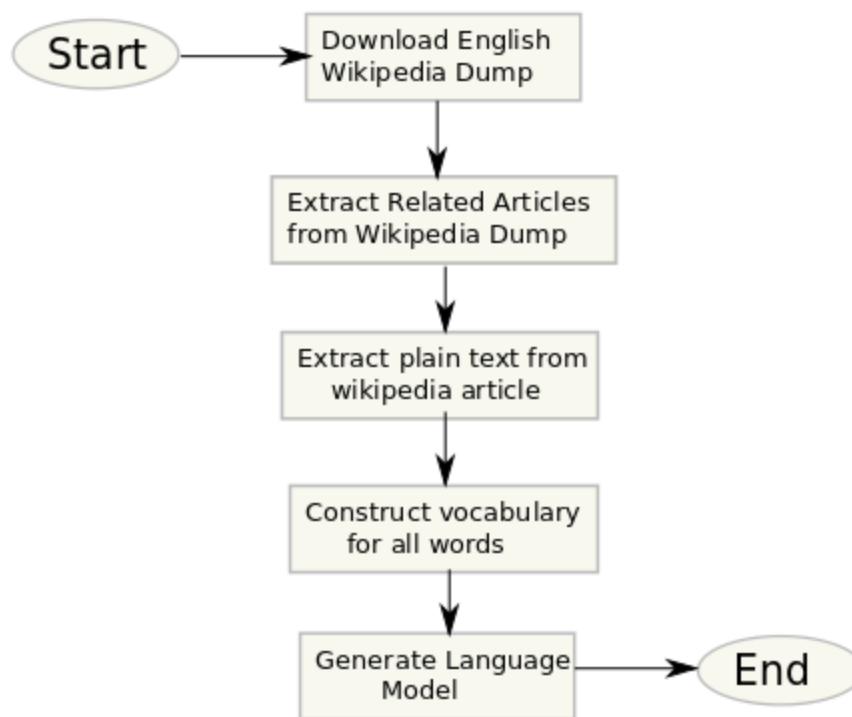 Start
Download English
Wikipedia Dump
Extract Related Articles
from Wikipedia Dump
Extract plain text from
wikipedia article
Construct vocabulary
for all words
Generate Language
Model
End